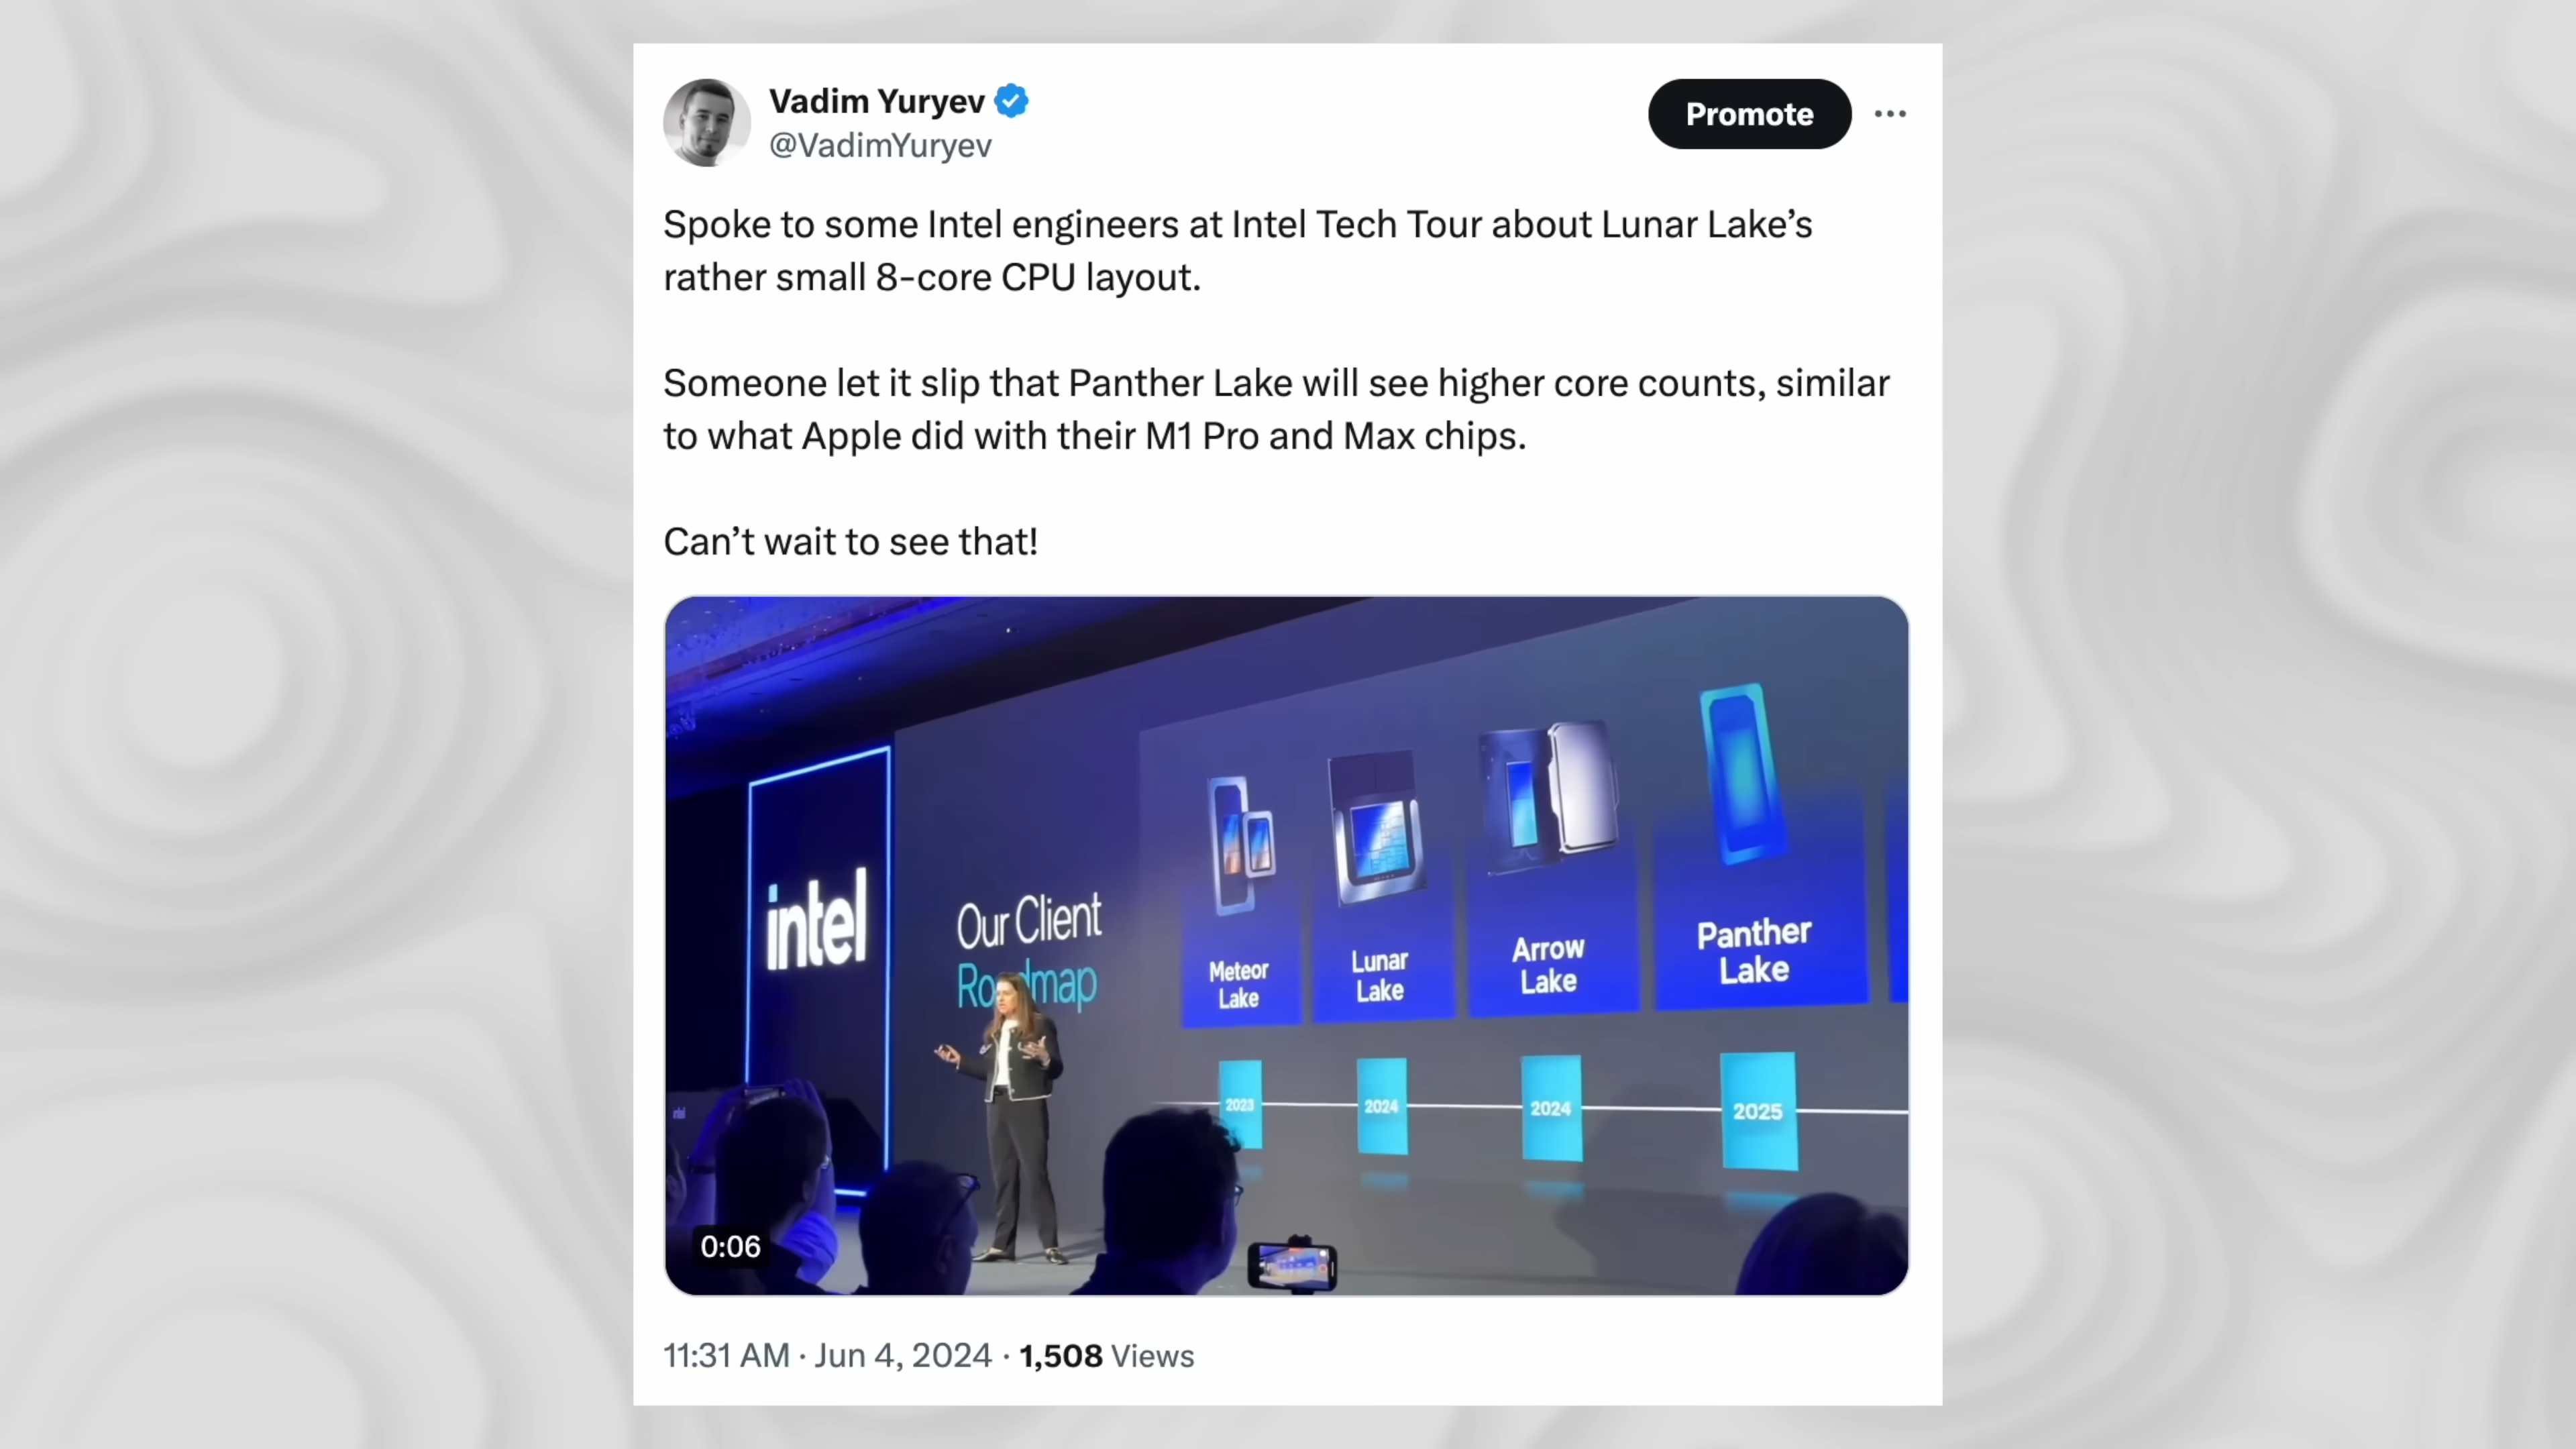 Vadim Yuryev
Promote
@VadimYuryev
Spoke to some Intel engineers at Intel Tech Tour about Lunar Lake’s
rather small 8-core CPU layout.
Someone let it slip that Panther Lake will see higher core counts, similar
to what Apple did with their M1 Pro and Max chips.
Can’t wait to see that!
intel
Our Client
Roadmap
Meteor
Lake
Lunar
Lake
Arrow
Lake
Panther
Lake
2023
2024
2024
2025
intel
0:06
11:31 AM · Jun 4, 2024 · 1,508 Views